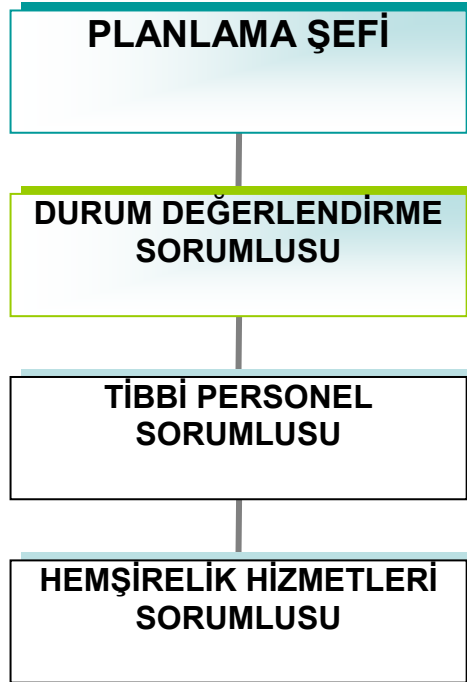 PLANLAMA ŞEFİ
DURUM DEĞERLENDİRME
SORUMLUSU
TİBBİ PERSONEL
SORUMLUSU
HEMŞİRELİK HİZMETLERİ
SORUMLUSU